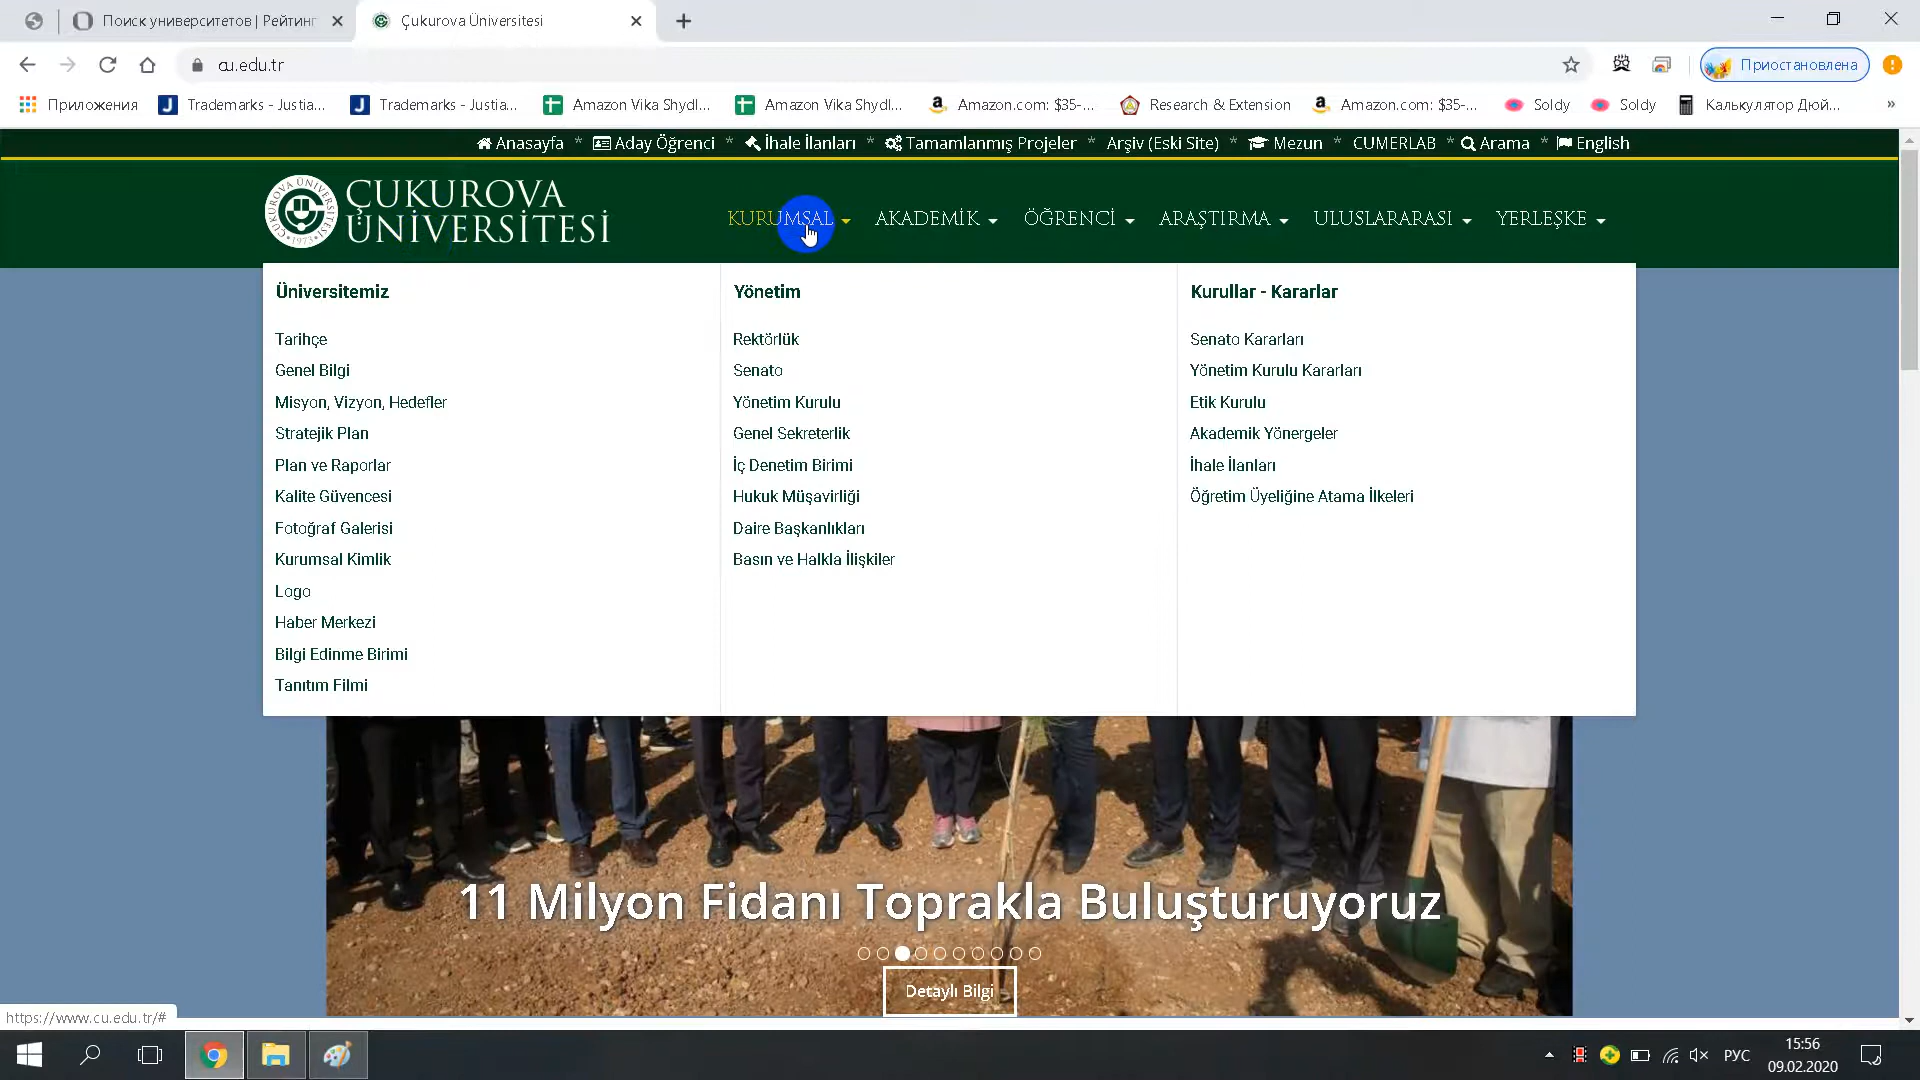 Поиск университетов | Рейтинг
Çukurova Üniversitesi
cu.edu.tr
Приостановлена
Приложения
Trademarks - Justia...
Trademarks - Justia...
Amazon Vika Shydl...
Amazon Vika Shydl...
Amazon.com: $35-...
Research & Extension
Amazon.com: $35-...
Soldy
Soldy
Калькулятор Дюй...
»
Anasayfa * Aday Öğrenci * İhale İlanları * Tamamlanmış Projeler * Arşiv (Eski Site) * Mezun * CUMERLAB * Arama * English
ÇUKUROVA ÜNİVERSİTESİ
1973
ÇUKUROVA
ÜNİVERSİTESİ
KURUMSAL
AKADEMİK
ÖĞRENCİ
ARAŞTIRMA
ULUSLARARASI
YERLEŞKE
Üniversitemiz
Tarihçe
Genel Bilgi
Misyon, Vizyon, Hedefler
Stratejik Plan
Plan ve Raporlar
Kalite Güvencesi
Fotoğraf Galerisi
Kurumsal Kimlik
Logo
Haber Merkezi
Bilgi Edinme Birimi
Tanıtım Filmi
Yönetim
Rektörlük
Senato
Yönetim Kurulu
Genel Sekreterlik
İç Denetim Birimi
Hukuk Müşavirliği
Daire Başkanlıkları
Basın ve Halkla İlişkiler
Kurullar - Kararlar
Senato Kararları
Yönetim Kurulu Kararları
Etik Kurulu
Akademik Yönergeler
İhale İlanları
Öğretim Üyeliğine Atama İlkeleri
11 Milyon Fidanı Toprakla Buluşturuyoruz
Detaylı Bilgi
https://www.cu.edu.tr/#
РУС
15:56
09.02.2020